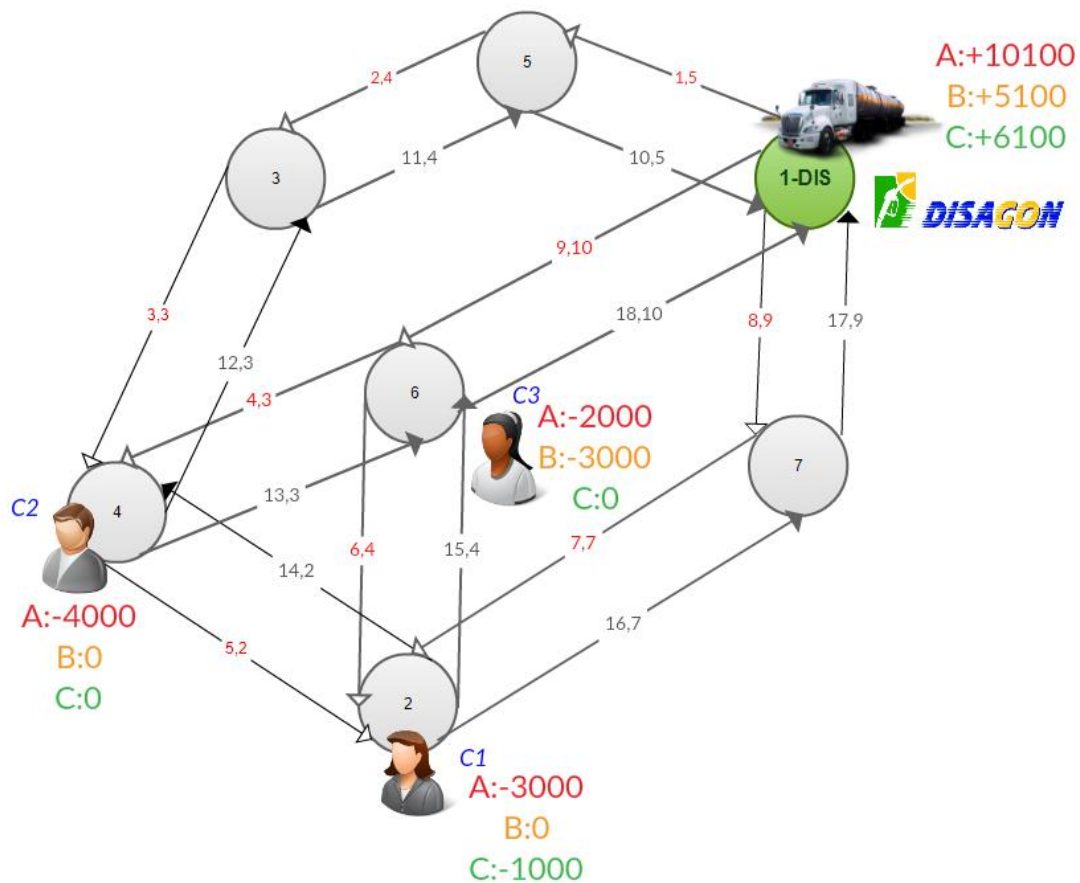 5
A:+10100
2,4
1,5
B:+5100
C:+6100
11,4
10,5
3
1-DIS
DISAGON
9,10
3,3
18,10
8,9
17,9
12,3
4,3
6
C3
A:-2000
B:-3000
C:0
7
C2
4
13,3
6,4
15,4
7,7
14,2
A:-4000
B:0
C:0
5,2
16,7
2
C1
A:-3000
B:0
C:-1000